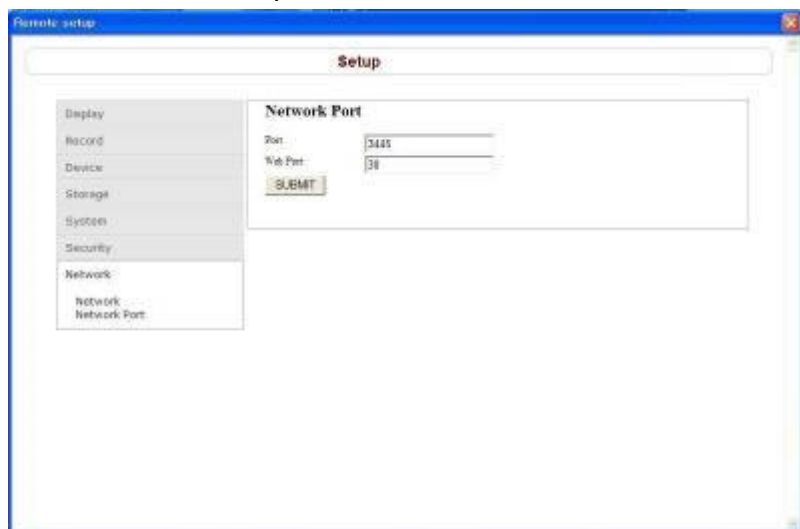 Remote setup
Setup
Display
Record
Device
Storage
System
Security
Network
Network
Network Port
Network Port
Port
3445
Web Port
SUBMIT